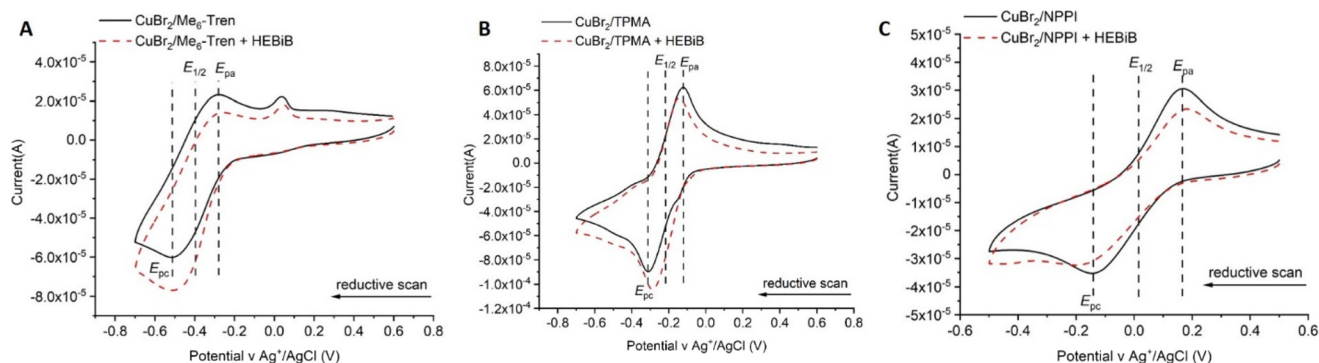 A
CuBr₂/Me₆-Tren
CuBr₂/Me₆-Tren + HEBiB
4.0x10⁻⁵
2.0x10⁻⁵
0.0
-2.0x10⁻⁵
-4.0x10⁻⁵
-6.0x10⁻⁵
-8.0x10⁻⁵
Current(A)
E₁/₂
Epa
Epc
reductive scan
-0.8 -0.6 -0.4 -0.2 0.0 0.2 0.4 0.6
Potential v Ag⁺/AgCl (V)
B
CuBr₂/TPMA
CuBr₂/TPMA + HEBiB
8.0x10⁻⁵
6.0x10⁻⁵
4.0x10⁻⁵
2.0x10⁻⁵
0.0
-2.0x10⁻⁵
-4.0x10⁻⁵
-6.0x10⁻⁵
-8.0x10⁻⁵
-1.0x10⁻⁴
-1.2x10⁻⁴
Current(A)
E₁/₂
Epa
Epc
reductive scan
-0.8 -0.6 -0.4 -0.2 0.0 0.2 0.4 0.6
Potential v Ag⁺/AgCl (V)
C
CuBr₂/NPPI
CuBr₂/NPPI + HEBiB
4x10⁻⁵
3x10⁻⁵
2x10⁻⁵
1x10⁻⁵
0
-1x10⁻⁵
-2x10⁻⁵
-3x10⁻⁵
-4x10⁻⁵
-5x10⁻⁵
Current(A)
E₁/₂
Epa
Epc
reductive scan
-0.6 -0.4 -0.2 0.0 0.2 0.4 0.6
Potential v Ag⁺/AgCl (V)